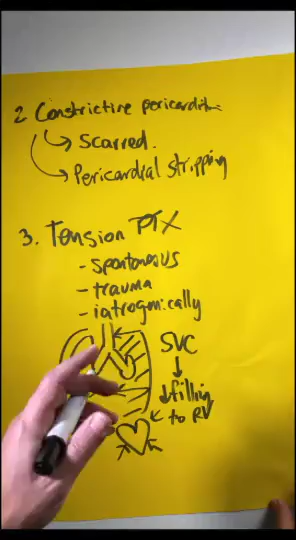 2 Constrictive pericarditis
→ Scarred.
→ Pericardial stripping
3. Tension PTX
- spontaneous
- trauma
- iatrogenically
SVC
↓
↓filling
to RV